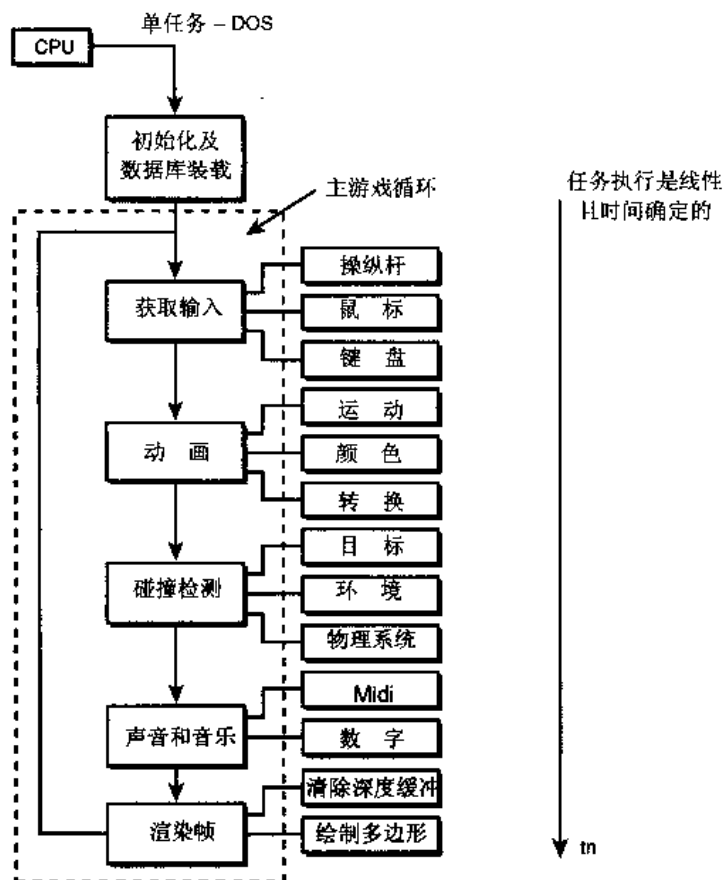 单任务 – DOS
CPU
初始化及
数据库装载
主游戏循环
任务执行是线性
且时间确定的
操纵杆
获取输入
鼠 标
键 盘
运 动
动 画
颜 色
转 换
目 标
碰撞检测
环 境
物理系统
Midi
声音和音乐
数 字
清除深度缓冲
渲染帧
绘制多边形
tn